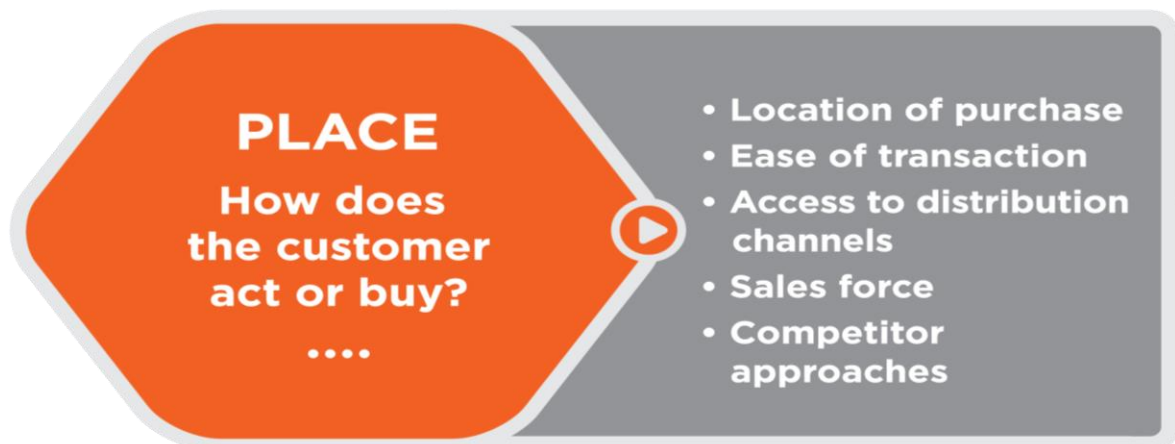 PLACE
How does
the customer
act or buy?
....
• Location of purchase
• Ease of transaction
• Access to distribution
channels
• Sales force
• Competitor
approaches